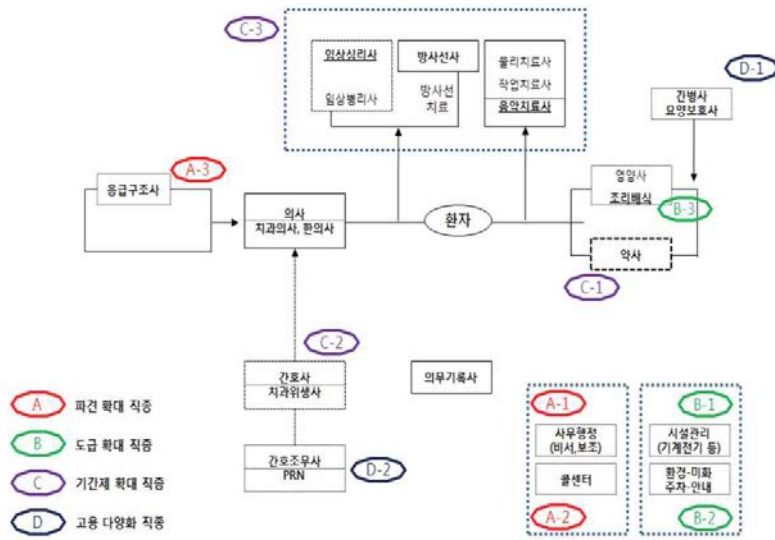 C-3
임상심리사
임상병리사
방사선사
방사선
치료
물리치료사
작업치료사
음악치료사
D-1
간병사
요양보호사
A-3
응급구조사
의사
치과의사, 한의사
환자
영양사
조리배식
B-3
약사
C-1
C-2
간호사
치과위생사
의무기록사
간호조무사
PRN
D-2
A 파견 확대 직종
B 도급 확대 직종
C 기간제 확대 직종
D 고용 다양화 직종
A-1
사무행정
(비서,보조)
콜센터
A-2
B-1
시설관리
(기계전기 등)
환경-미화
주차-안내
B-2